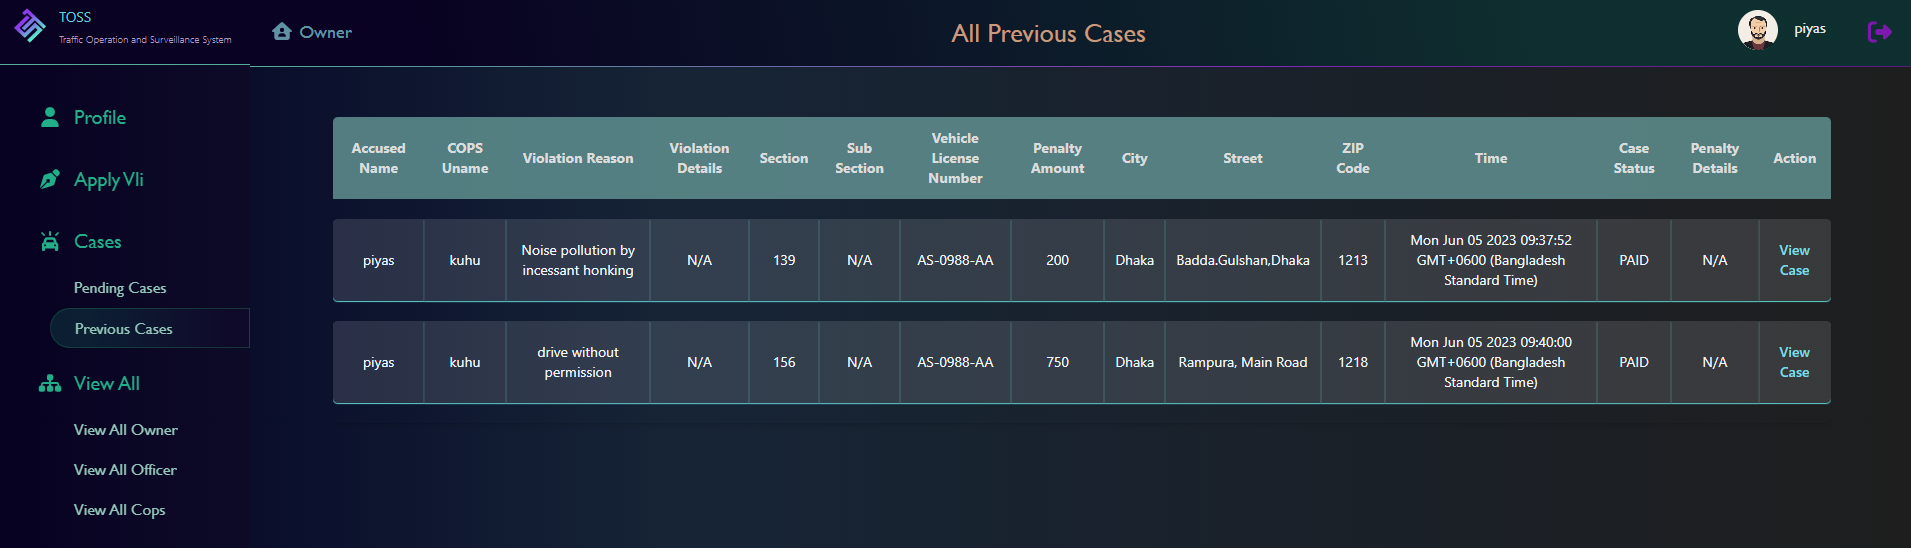 TOSS
Traffic Operation and Surveillance System
Owner
All Previous Cases
piyas
Profile
Apply Vli
Cases
Pending Cases
Previous Cases
View All
View All Owner
View All Officer
View All Cops
Accused Name
COPS Uname
Violation Reason
Violation Details
Section
Sub Section
Vehicle License Number
Penalty Amount
City
Street
ZIP Code
Time
Case Status
Penalty Details
Action
piyas
kuhu
Noise pollution by
incessant honking
N/A
139
N/A
AS-0988-AA
200
Dhaka
Badda.Gulshan,Dhaka
1213
Mon Jun 05 2023 09:37:52
GMT+0600 (Bangladesh
Standard Time)
PAID
N/A
View
Case
piyas
kuhu
drive without
permission
N/A
156
N/A
AS-0988-AA
750
Dhaka
Rampura, Main Road
1218
Mon Jun 05 2023 09:40:00
GMT+0600 (Bangladesh
Standard Time)
PAID
N/A
View
Case